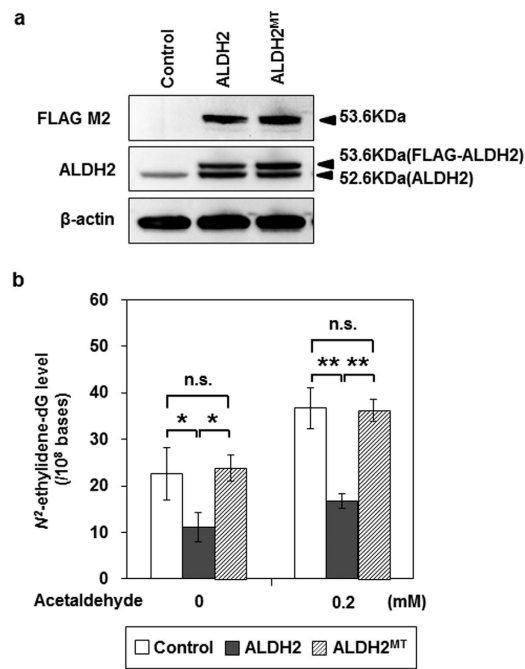 a
Control
ALDH2
ALDH2ᴹᵀ
FLAG M2
53.6KDa
ALDH2
53.6KDa(FLAG-ALDH2)
52.6KDa(ALDH2)
β-actin
b
N²-ethylidene-dG level
(/10⁸ bases)
60
50
40
30
20
10
0
n.s.
* *
n.s.
** **
Acetaldehyde 0 0.2 (mM)
Control ALDH2 ALDH2ᴹᵀ